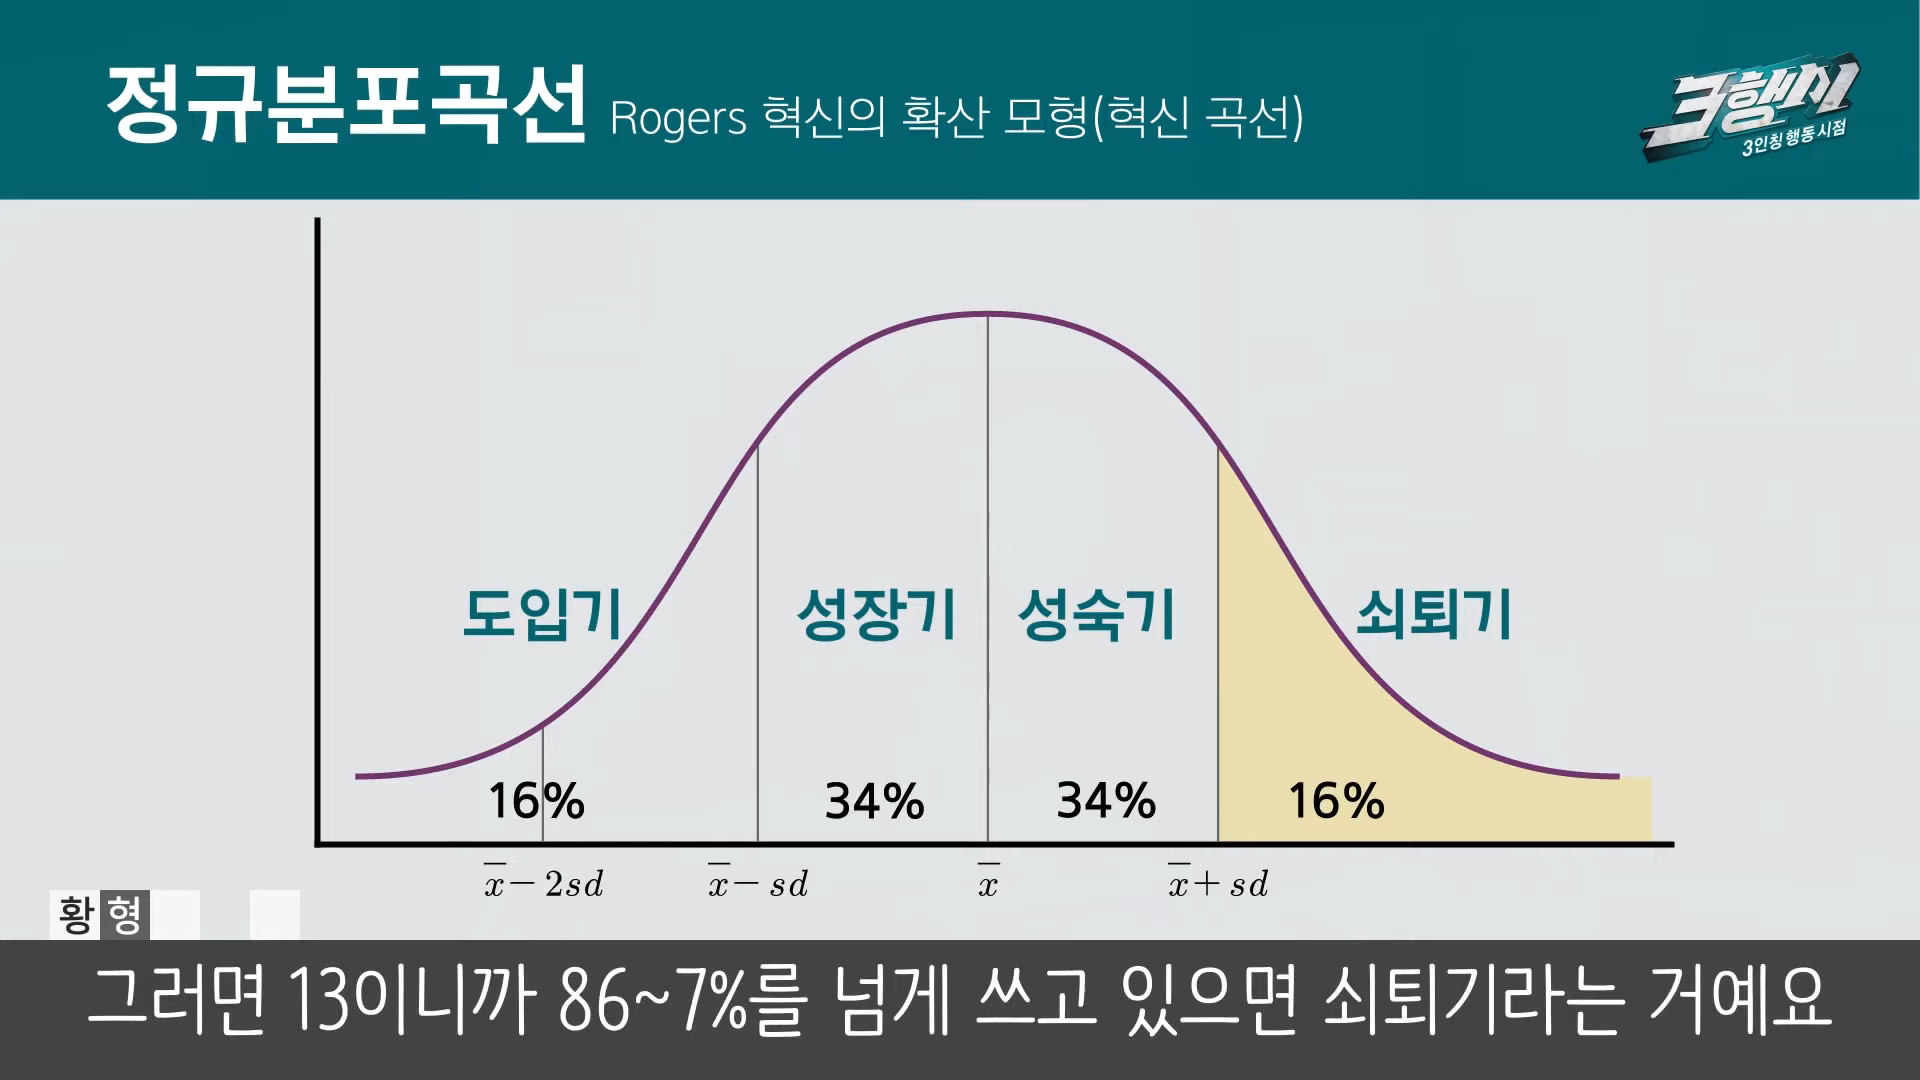 정규분포곡선 Rogers 혁신의 확산 모형(혁신 곡선)
3행시
3인칭 행동 시점
도입기 성장기 성숙기 쇠퇴기
16% 34% 34% 16%
x̅ − 2sd x̅ − sd x̅ x̅ + sd
황형
그러면 13이니까 86~7%를 넘게 쓰고 있으면 쇠퇴기라는 거예요